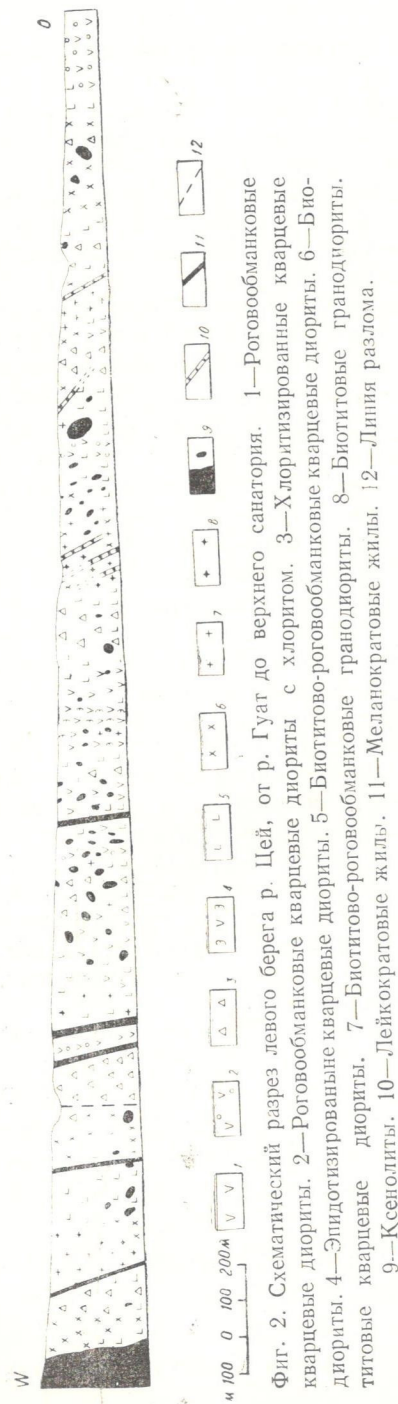 W
O
м 100 0 100 200м
1 2 3 4 5 6 7 8 9 10 11 12
Фиг. 2. Схематический разрез левого берега р. Цей, от р. Гуат до верхнего санатория. 1—Роговообманковые
кварцевые диориты. 2—Роговообманковые кварцевые диориты с хлоритом. 3—Хлоритизированные кварцевые
диориты. 4—Эпидотизированыне кварцевые диориты. 5—Биотитово-роговообманковые кварцевые диориты. 6—Био-
титовые кварцевые диориты. 7—Биотитово-роговообманковые гранодиориты. 8—Биотитовые гранодиориты.
9—Ксенолиты. 10—Лейкократовые жилы. 11—Меланократовые жилы. 12—Линия разлома.